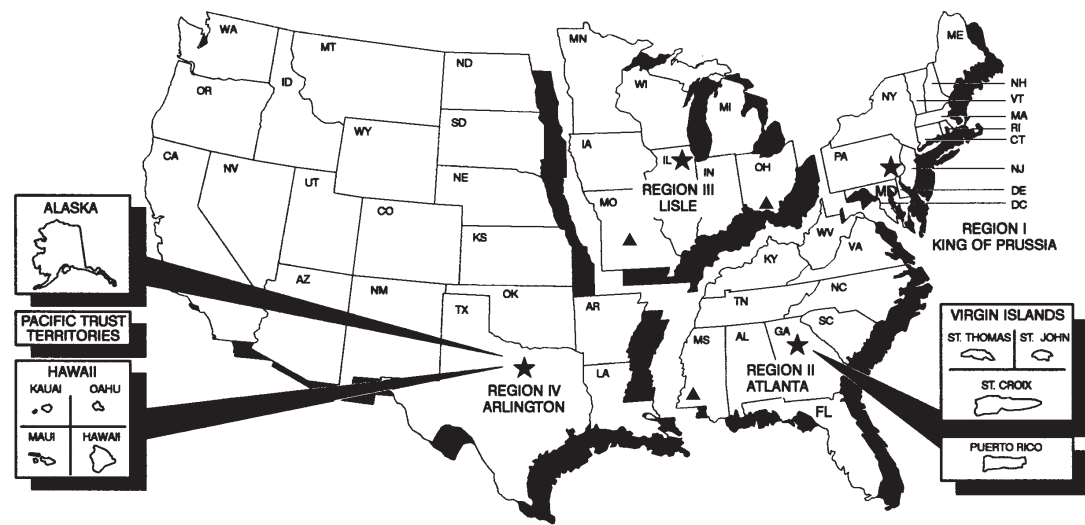 WA
MT
ND
MN
ME
OR
ID
SD
WI
MI
NY
NH
VT
MA
RI
CT
WY
CA
NV
UT
NE
IA
IL
IN
OH
PA
NJ
REGION III
LISLE
MD
DE
DC
CO
KS
MO
WV
VA
REGION I
KING OF PRUSSIA
ALASKA
KY
AZ
NM
OK
TX
AR
TN
NC
SC
PACIFIC TRUST
TERRITORIES
MS
AL
GA
VIRGIN ISLANDS
ST. THOMAS
ST. JOHN
HAWAII
KAUAI
OAHU
REGION IV
ARLINGTON
LA
REGION II
ATLANTA
ST. CROIX
FL
MAUI
HAWAII
PUERTO RICO